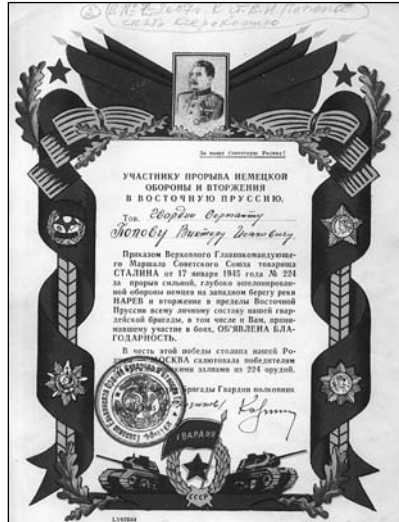 За нашу Советскую Родину!
УЧАСТНИКУ ПРОРЫВА НЕМЕЦКОЙ
ОБОРОНЫ И ВТОРЖЕНИЯ
В ВОСТОЧНУЮ ПРУССИЮ.
Тов. Гвардии Сержанту
Попову Виктору
Приказом Верховного Главнокомандующе-
го Маршала Советского Союза товарища
СТАЛИНА от 17 января 1945 года № 224
за прорыв сильной, глубоко эшелонирован-
ной обороны немцев на западном берегу реки
НАРЕВ и вторжение в пределы Восточной
Пруссии всему личному составу нашей гвар-
дейской бригады, в том числе и Вам, прини-
мавшему участие в боях, ОБ'ЯВЛЕНА БЛА-
ГОДАРНОСТЬ.
В честь этой победы столица нашей Ро-
МОСКВА салютовала победителям
залпами из 224 орудий.
Бригады Гвардии полковник
ГВАРДИЯ
СССР